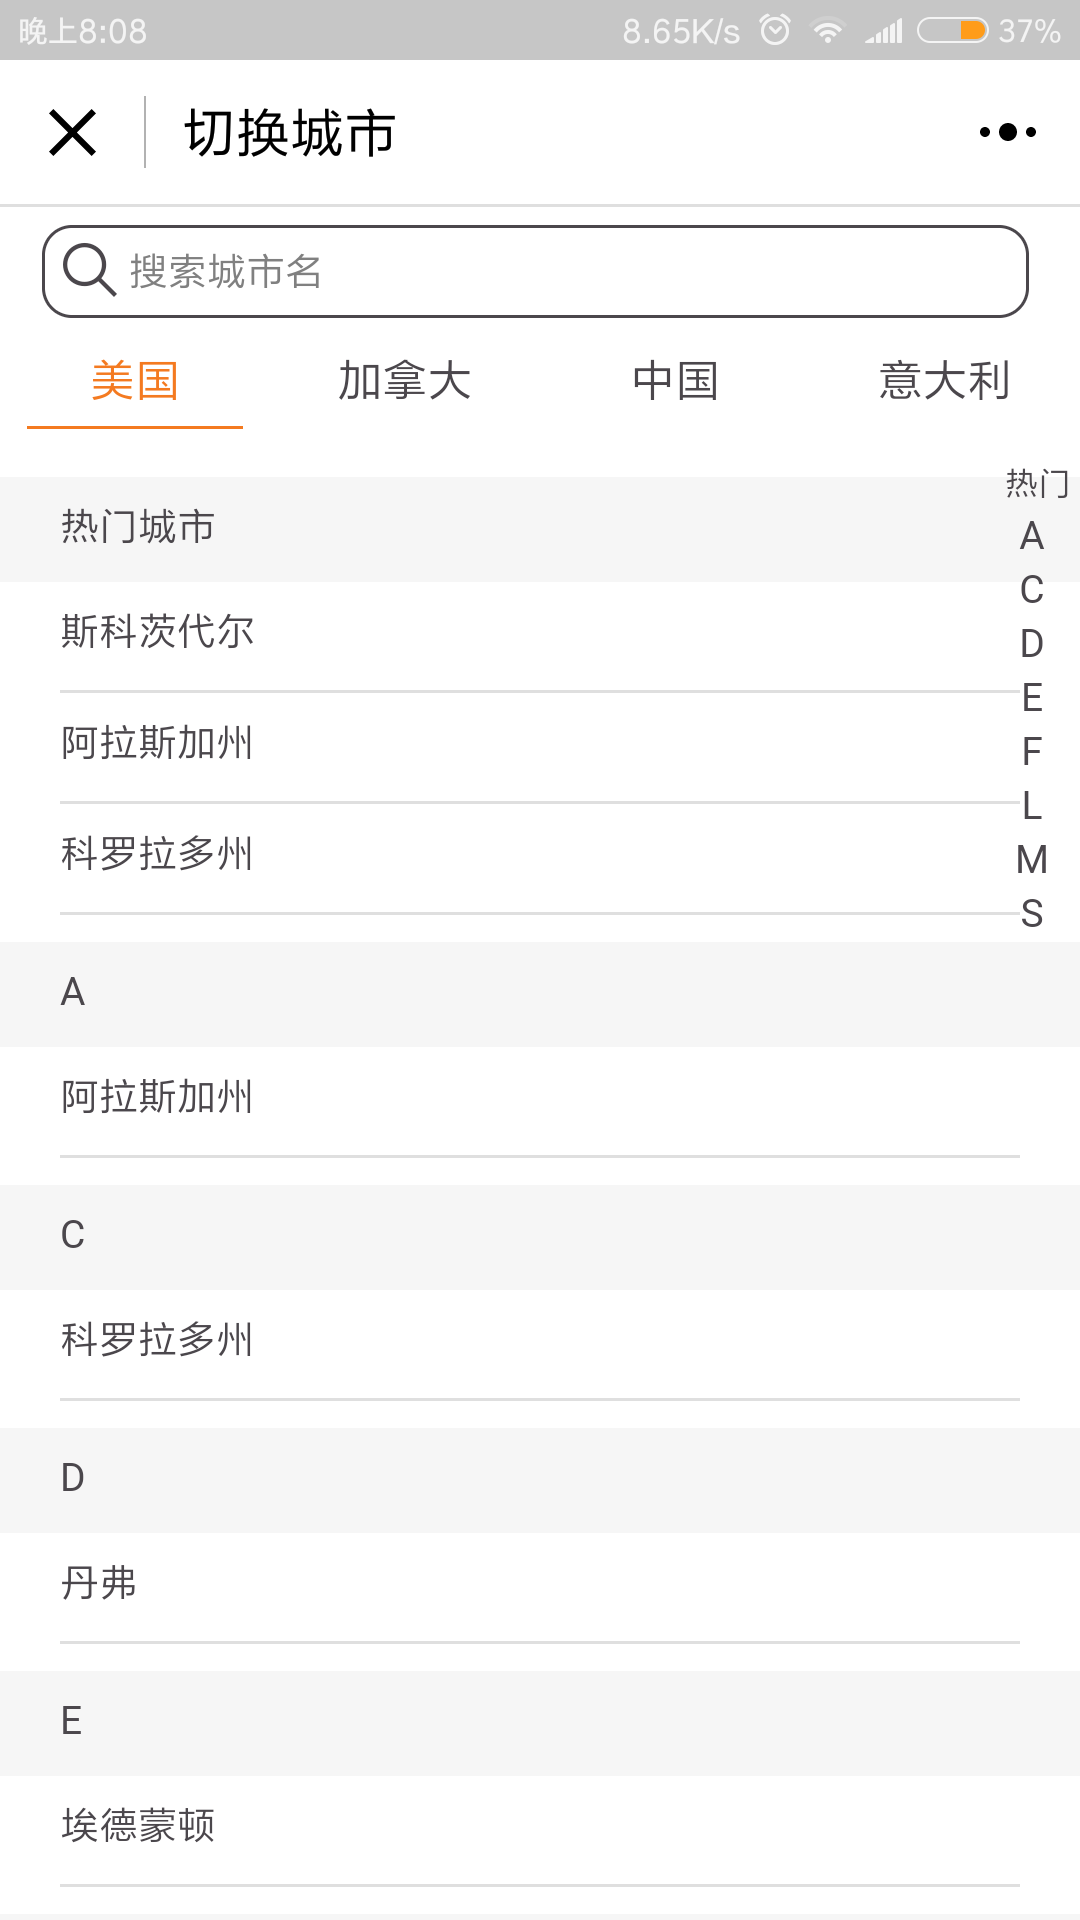 晚上8:08 8.65K/s 37%
切换城市
搜索城市名
美国 加拿大 中国 意大利
热门
热门城市
A
C
斯科茨代尔
D
E
阿拉斯加州
F
L
科罗拉多州
M
S
A
阿拉斯加州
C
科罗拉多州
D
丹弗
E
埃德蒙顿